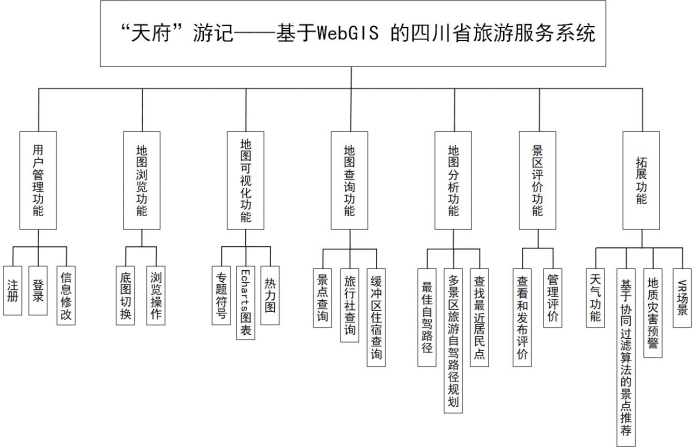 “天府”游记——基于WebGIS 的四川省旅游服务系统
用户管理功能
地图浏览功能
地图可视化功能
地图查询功能
地图分析功能
景区评价功能
拓展功能
注册
登录
信息修改
底图切换
浏览操作
专题符号
Echarts图表
热力图
景点查询
旅行社查询
缓冲区住宿查询
最佳自驾路径
多景区旅游自驾路径规划
查找最近居民点
查看和发布评价
管理评价
天气功能
基于协同过滤算法的景点推荐
地质灾害预警
VR场景